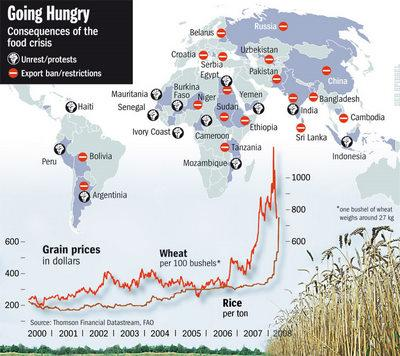 Going Hungry
Consequences of the
food crisis
Unrest/protests
Export ban/restrictions
Russia
Belarus
Croatia
Serbia
Uzbekistan
Egypt
Pakistan
China
Mauritania
Burkina
Faso
Niger
Yemen
Bangladesh
Haiti
Senegal
Sudan
India
Cambodia
Ivory Coast
Cameroon
Ethiopia
Sri Lanka
Peru
Bolivia
Tanzania
Indonesia
Mozambique
Argentinia
DER SPIEGEL
*one bushel of wheat
weighs around 27 kg
Grain prices
in dollars
Wheat
per 100 bushels*
Rice
per ton
600
400
200
1000
800
600
Source: Thomson Financial Datastream, FAO
2000 2001 2002 2003 2004 2005 2006 2007 2008